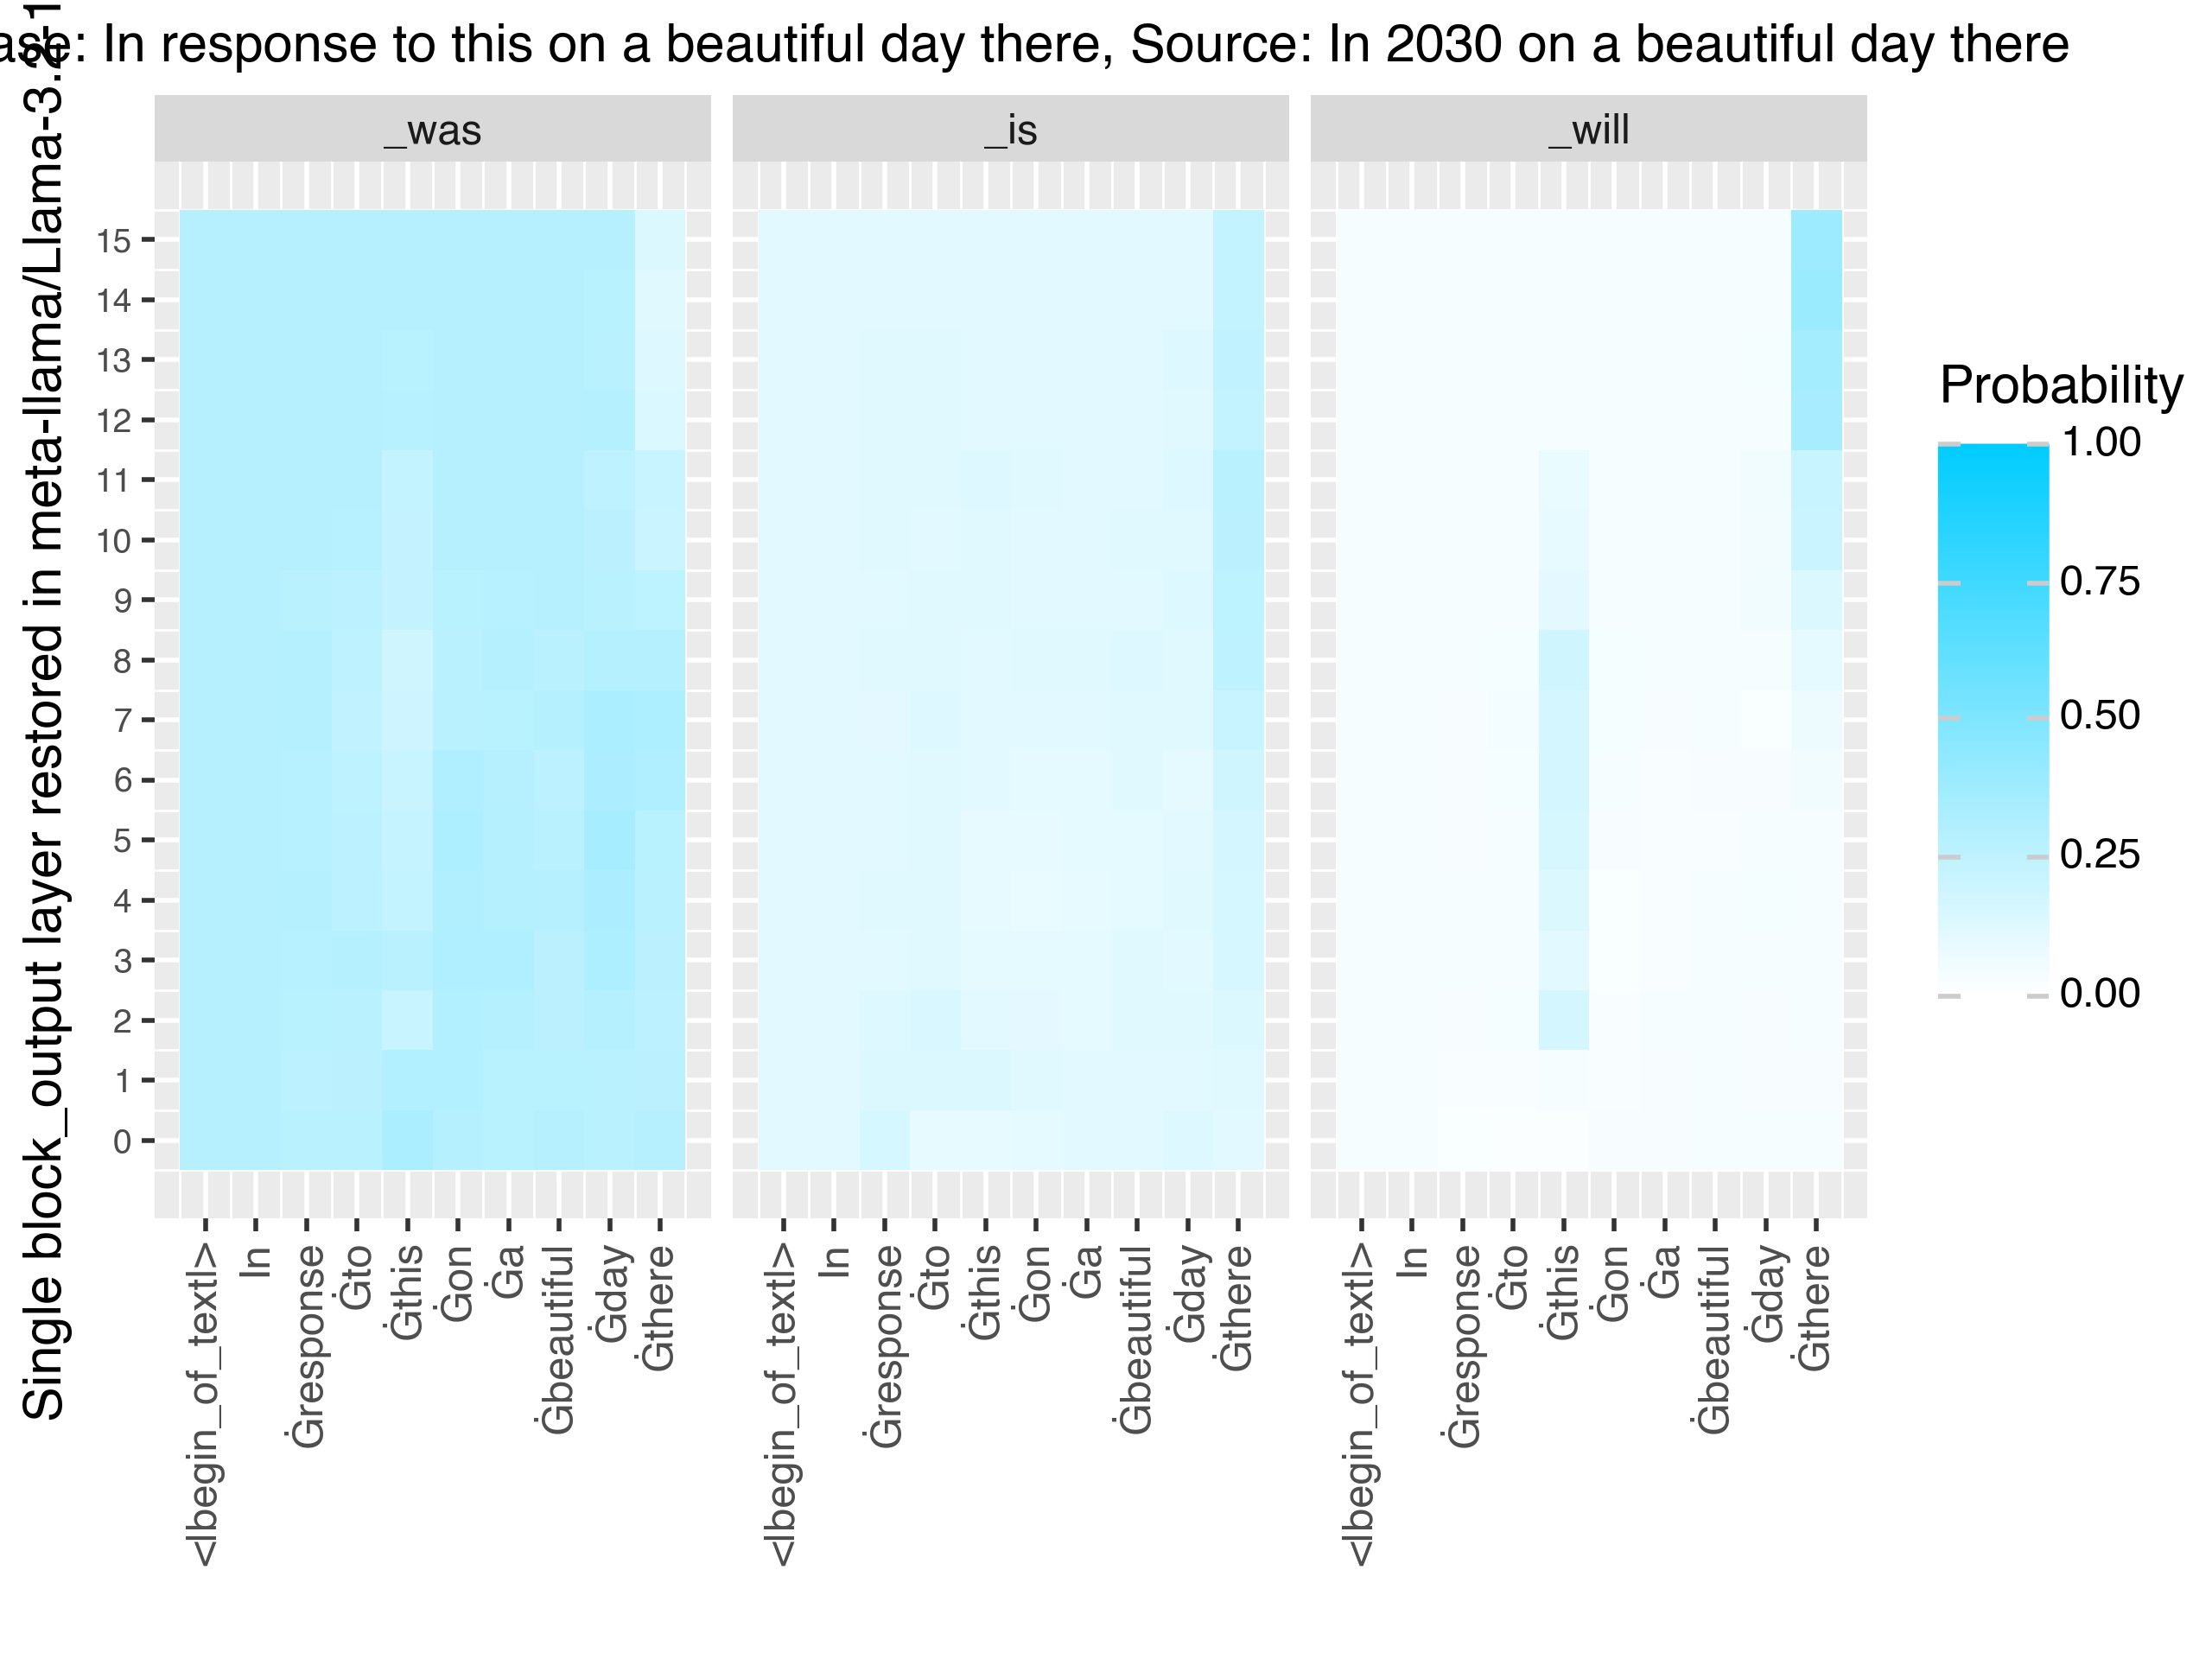 ase: In response to this on a beautiful day there, Source: In 2030 on a beautiful day there
_was
_is
_will
Single block_output layer restored in meta-llama/Llama-3.2-1
15
14
13
12
11
10
9
8
7
6
5
4
3
2
1
0
<|begin_of_text|>
In
Ġresponse
Ġto
Ġthis
Ġon
Ġa
Ġbeautiful
Ġday
Ġthere
<|begin_of_text|>
In
Ġresponse
Ġto
Ġthis
Ġon
Ġa
Ġbeautiful
Ġday
Ġthere
<|begin_of_text|>
In
Ġresponse
Ġto
Ġthis
Ġon
Ġa
Ġbeautiful
Ġday
Ġthere
Probability
1.00
0.75
0.50
0.25
0.00